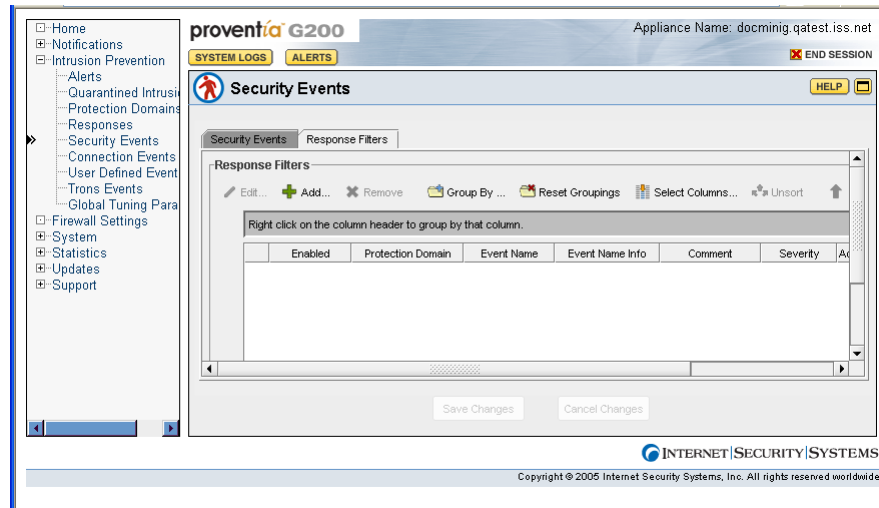 Home
Notifications
Intrusion Prevention
Alerts
Quarantined Intrusi
Protection Domains
Responses
Security Events
Connection Events
User Defined Event
Trons Events
Global Tuning Para
Firewall Settings
System
Statistics
Updates
Support
proventia G200
Appliance Name: docminig.qatest.iss.net
SYSTEM LOGS ALERTS END SESSION
Security Events HELP
Security Events Response Filters
Response Filters
Edit... Add... Remove Group By ... Reset Groupings Select Columns... Unsort
Right click on the column header to group by that column.
Enabled Protection Domain Event Name Event Name Info Comment Severity Ad
Save Changes Cancel Changes
INTERNET|SECURITY|SYSTEMS
Copyright © 2005 Internet Security Systems, Inc. All rights reserved worldwide